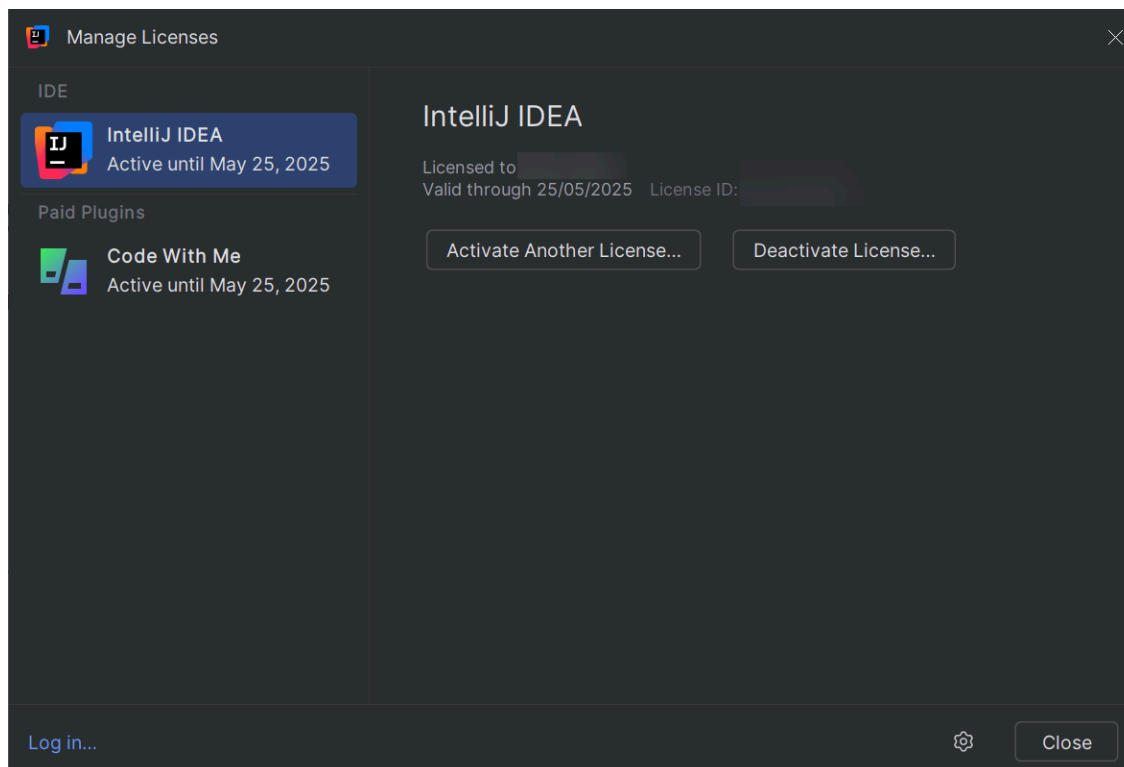 Manage Licenses
IDE
IJ
IntelliJ IDEA
Active until May 25, 2025
Paid Plugins
Code With Me
Active until May 25, 2025
IntelliJ IDEA
Licensed to
Valid through 25/05/2025 License ID:
Activate Another License... Deactivate License...
Log in... Close